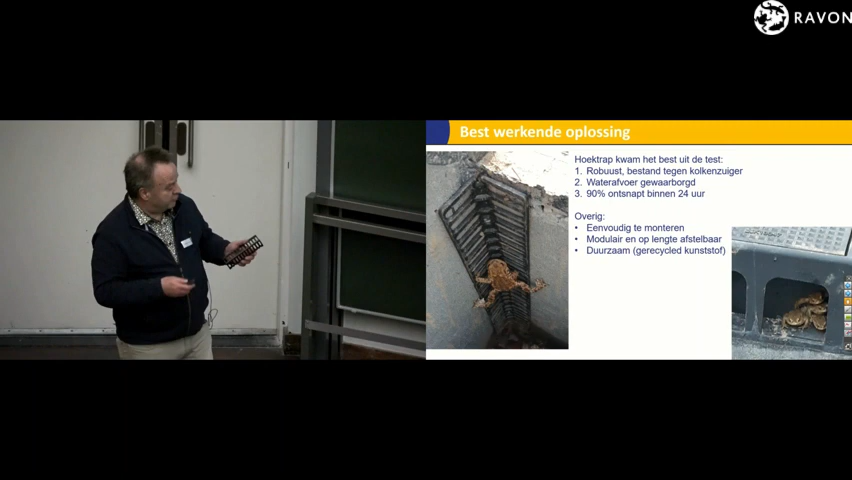 RAVON
Best werkende oplossing
Hoektrap kwam het best uit de test:
1. Robuust, bestand tegen kolkenzuiger
2. Waterafvoer gewaarborgd
3. 90% ontsnapt binnen 24 uur
Overig:
• Eenvoudig te monteren
• Modulair en op lengte afstelbaar
• Duurzaam (gerecycled kunststof)